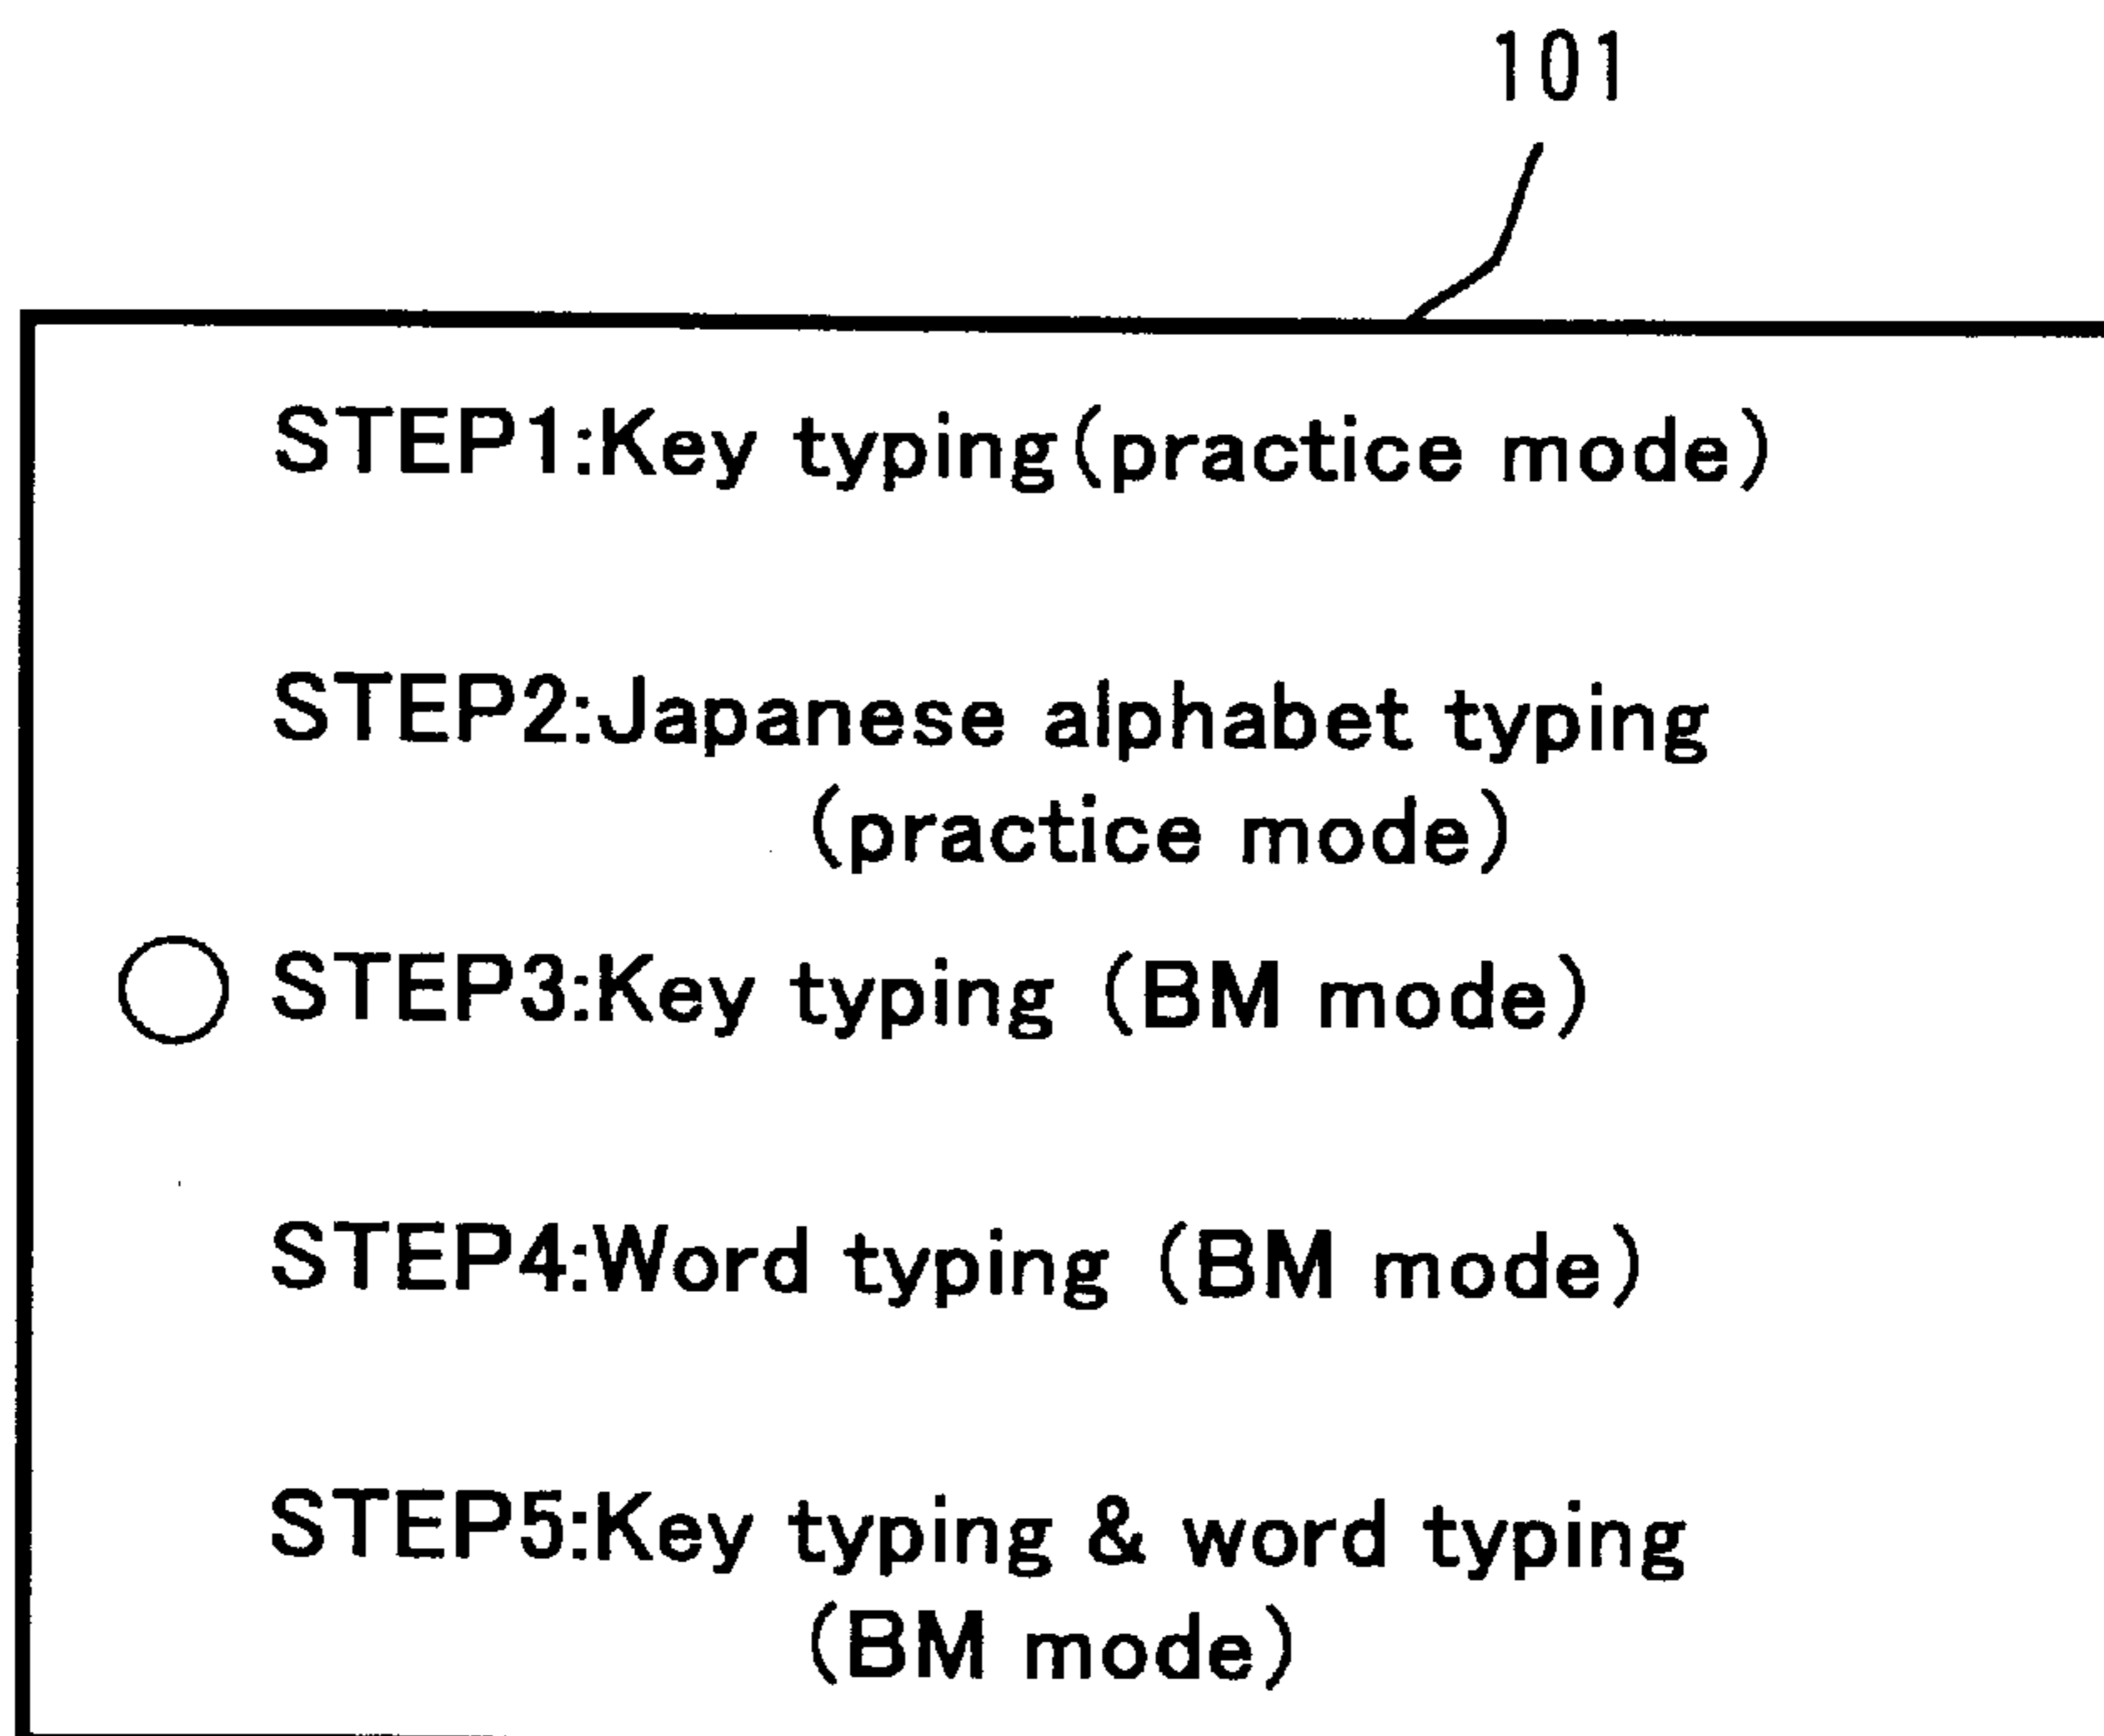 101
STEP1:Key typing(practice mode)
STEP2:Japanese alphabet typing
(practice mode)
STEP3:Key typing (BM mode)
STEP4:Word typing (BM mode)
STEP5:Key typing & word typing
(BM mode)